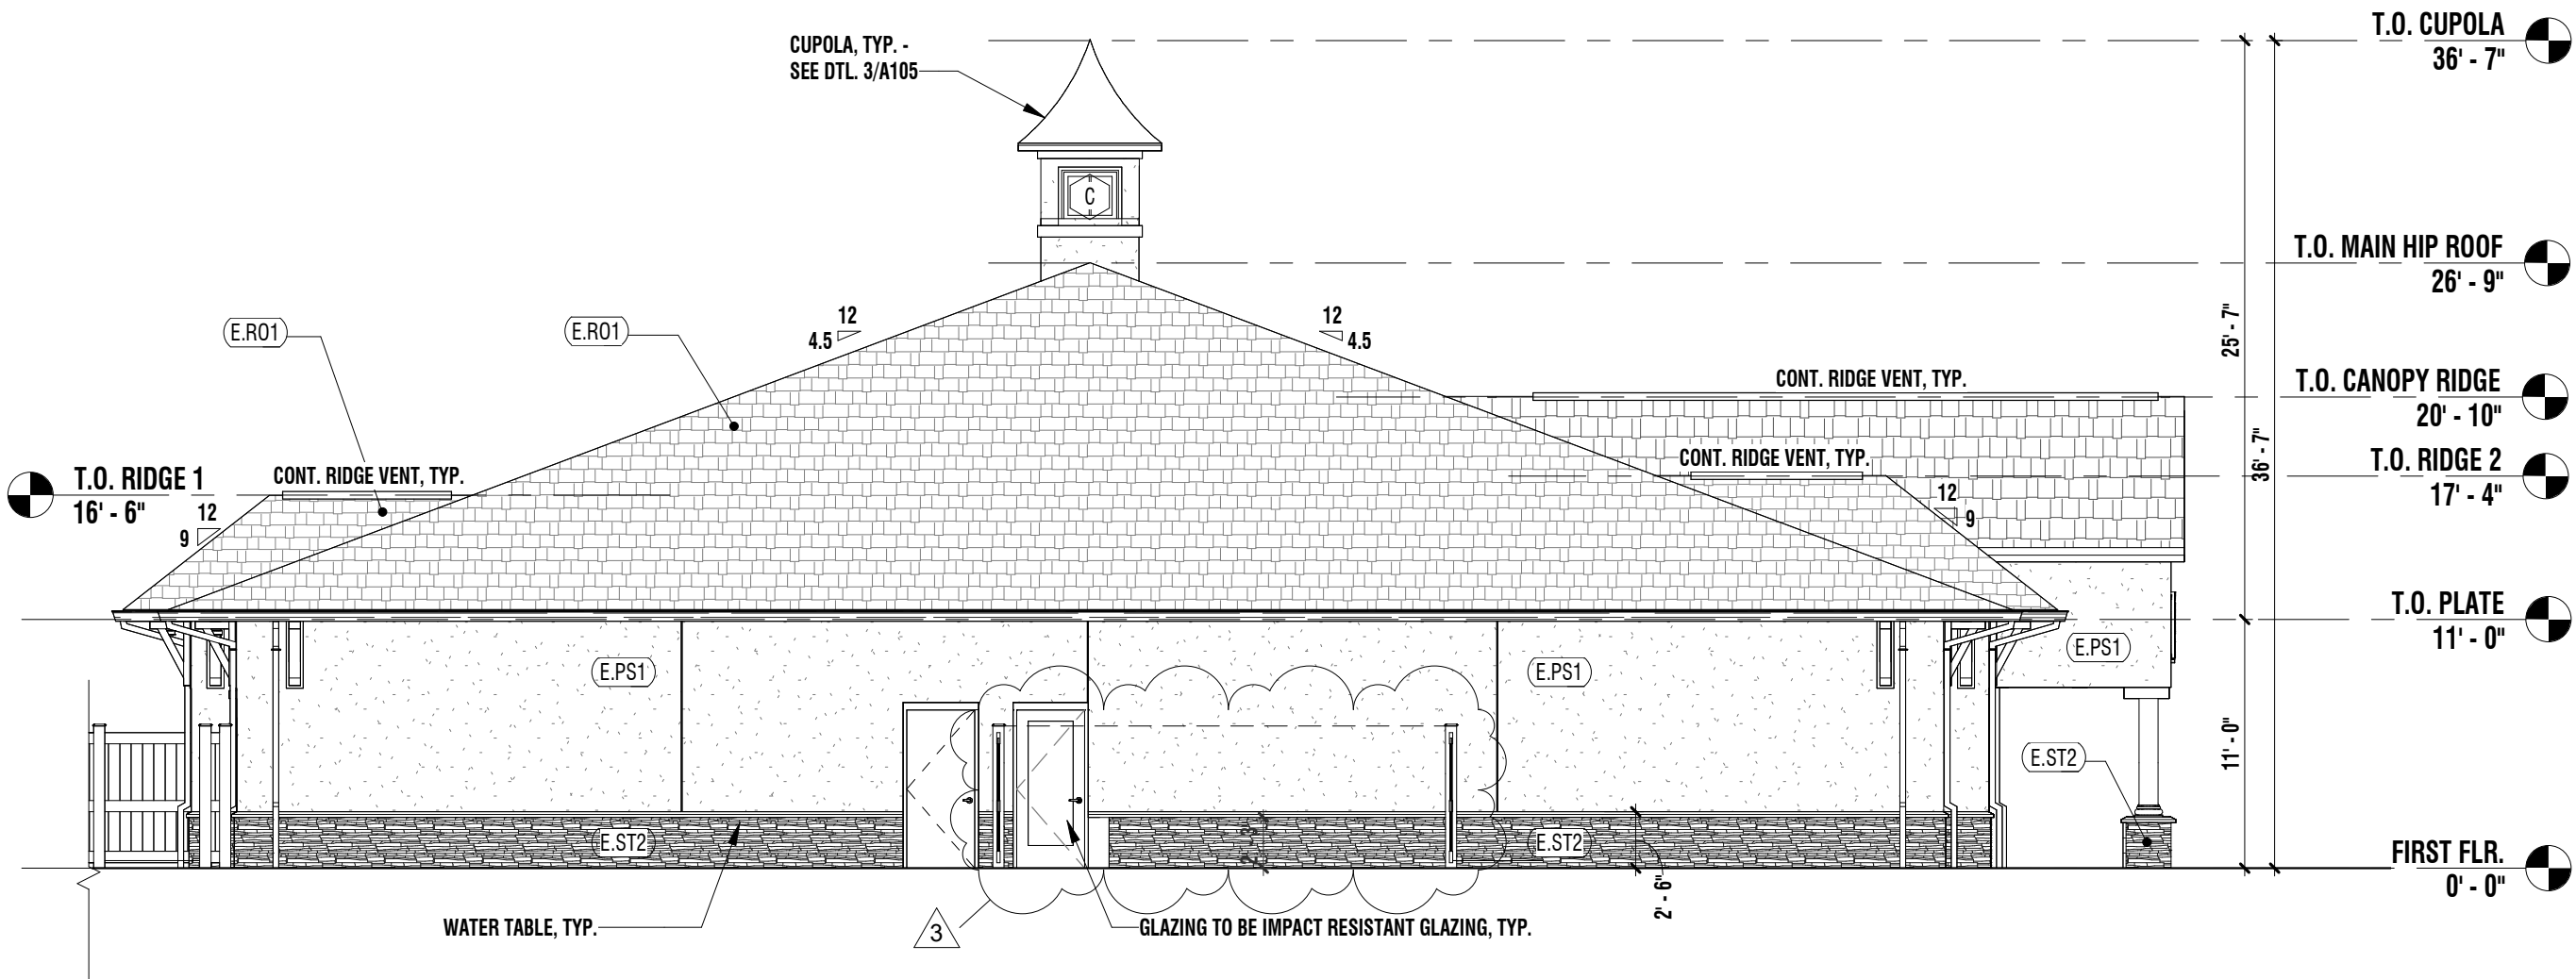 CUPOLA, TYP. -
SEE DTL. 3/A105
T.O. CUPOLA
36' - 7"
C
T.O. MAIN HIP ROOF
26' - 9"
E.RO1
E.RO1
12
4.5
12
4.5
25' - 7"
CONT. RIDGE VENT, TYP.
T.O. CANOPY RIDGE
20' - 10"
36' - 7"
T.O. RIDGE 1
16' - 6"
CONT. RIDGE VENT, TYP.
CONT. RIDGE VENT, TYP.
T.O. RIDGE 2
17' - 4"
12
9
12
9
T.O. PLATE
11' - 0"
E.PS1
E.PS1
E.PS1
11' - 0"
E.ST2
E.ST2
E.ST2
FIRST FLR.
0' - 0"
2' - 6"
WATER TABLE, TYP.
3
GLAZING TO BE IMPACT RESISTANT GLAZING, TYP.